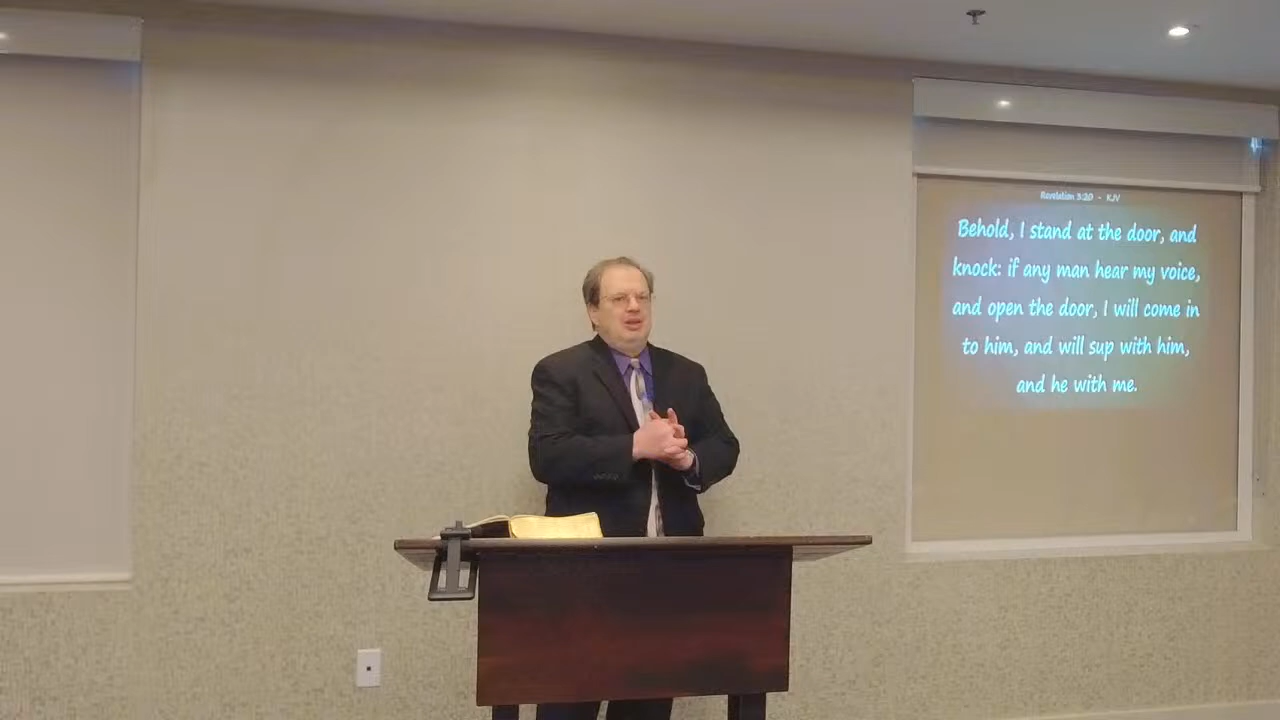 Revelation 3:20 - KJV
Behold, I stand at the door, and
knock: if any man hear my voice,
and open the door, I will come in
to him, and will sup with him,
and he with me.